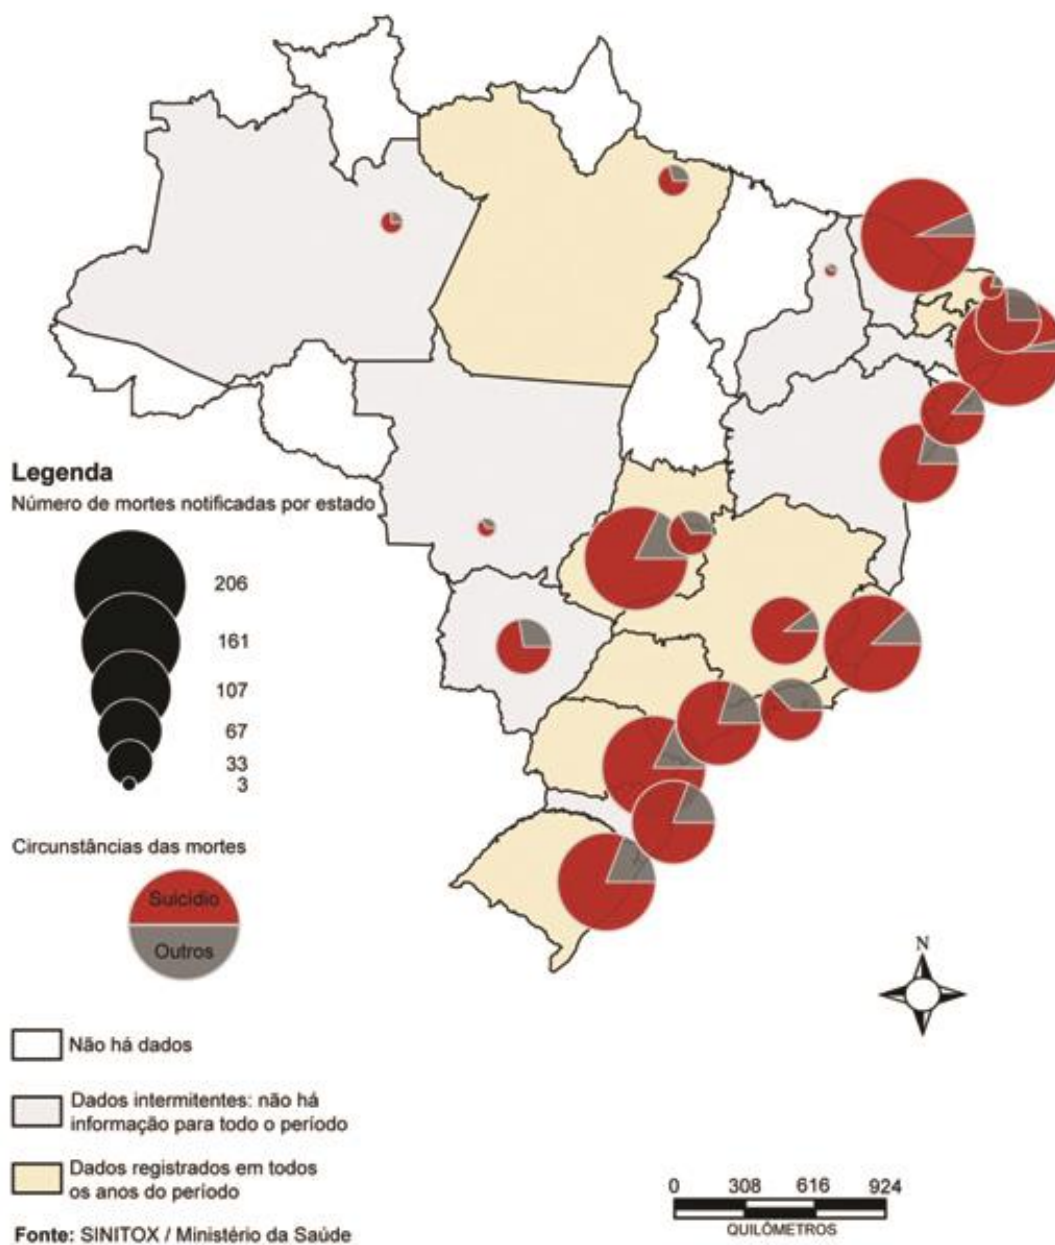 Legenda
Número de mortes notificadas por estado
206
161
107
67
33
3
Circunstâncias das mortes
Suicídio
Outros
N
Não há dados
Dados intermitentes: não há
informação para todo o período
Dados registrados em todos
os anos do período
0 308 616 924
QUILÔMETROS
Fonte: SINITOX / Ministério da Saúde